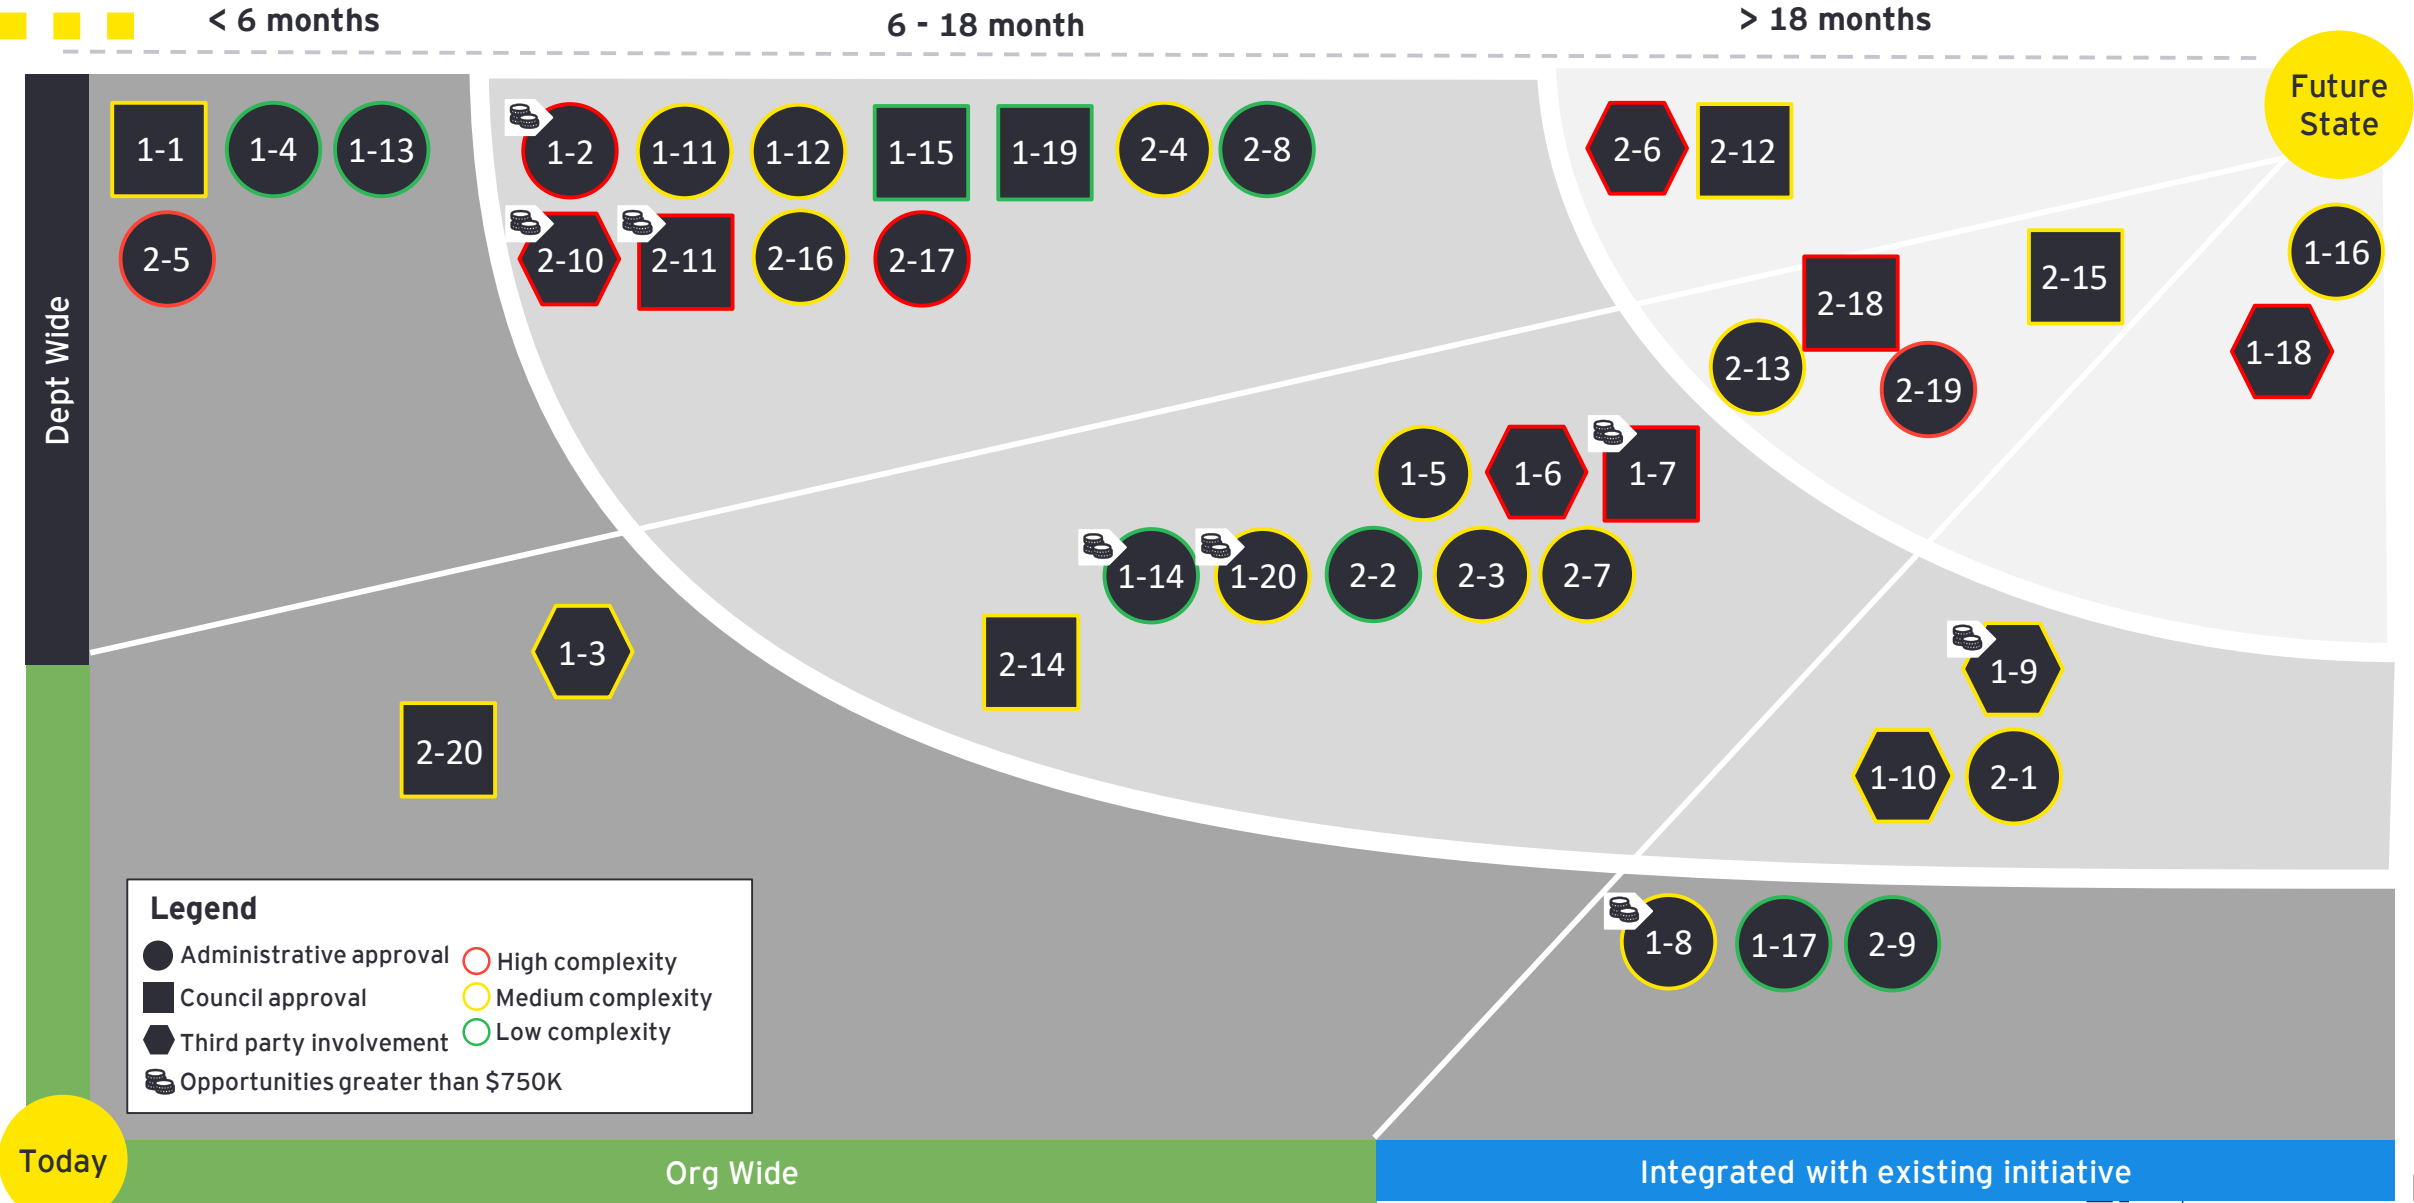 < 6 months
6 - 18 month
> 18 months
Future
State
Dept Wide
1-1
1-4
1-13
2-5
1-2
1-11
1-12
1-15
1-19
2-4
2-8
2-10
2-11
2-16
2-17
2-6
2-12
2-18
2-15
1-16
2-13
2-19
1-18
1-5
1-6
1-7
1-14
1-20
2-2
2-3
2-7
2-14
1-3
2-20
1-9
1-10
2-1
1-8
1-17
2-9
Legend
Administrative approval
High complexity
Council approval
Medium complexity
Third party involvement
Low complexity
Opportunities greater than $750K
Today
Org Wide
Integrated with existing initiative